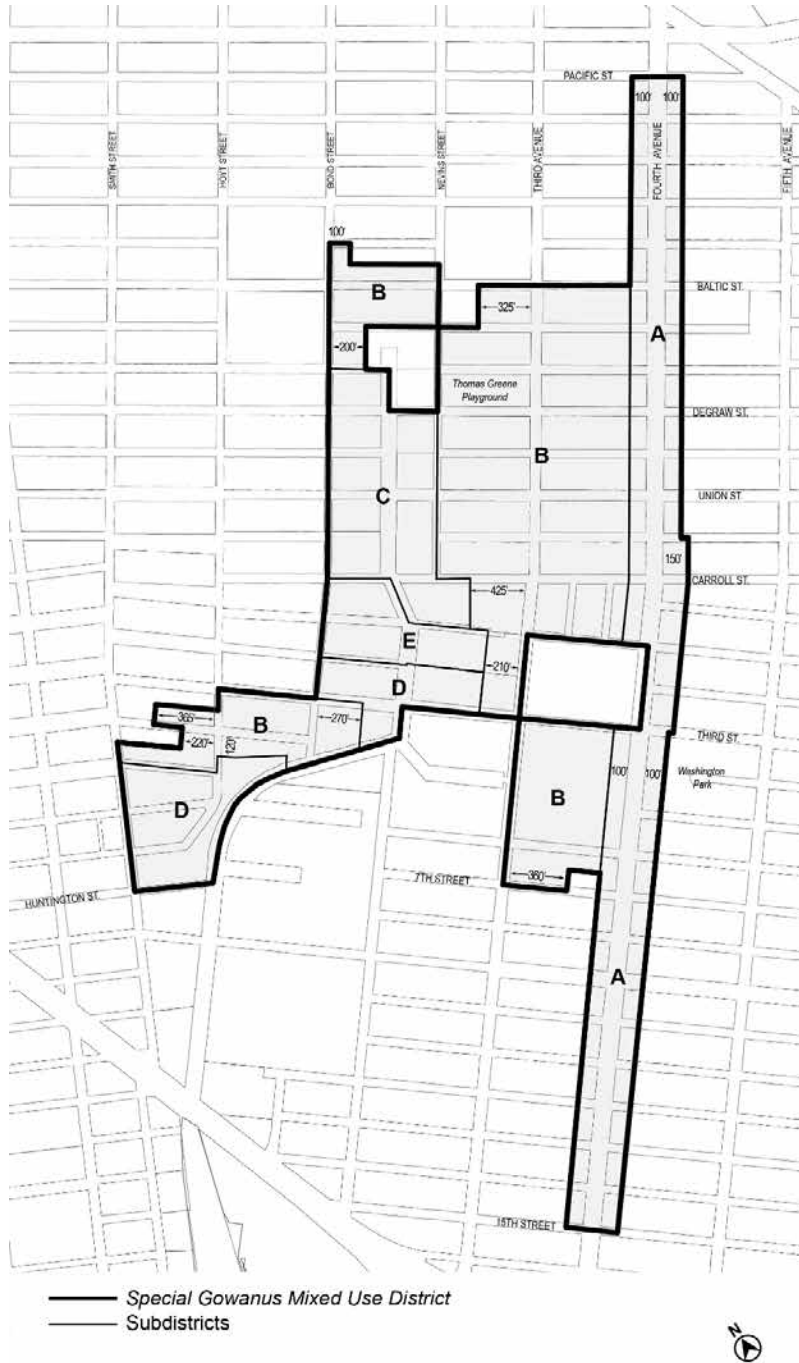 PACIFIC ST.
100' 100'
SMITH STREET
HOYT STREET
BOND STREET
NEVINS STREET
THIRD AVENUE
FOURTH AVENUE
FIFTH AVENUE
100'
B
BALTIC ST.
325'
A
200'
Thomas Greene
Playground
DEGRAW ST.
B
C
UNION ST.
150'
CARROLL ST.
425'
E
210'
D
365'
B
270'
220'
120'
THIRD ST.
100' 100'
Washington
Park
B
D
7TH STREET
360'
HUNTINGTON ST.
A
15TH STREET
Special Gowanus Mixed Use District
Subdistricts
N